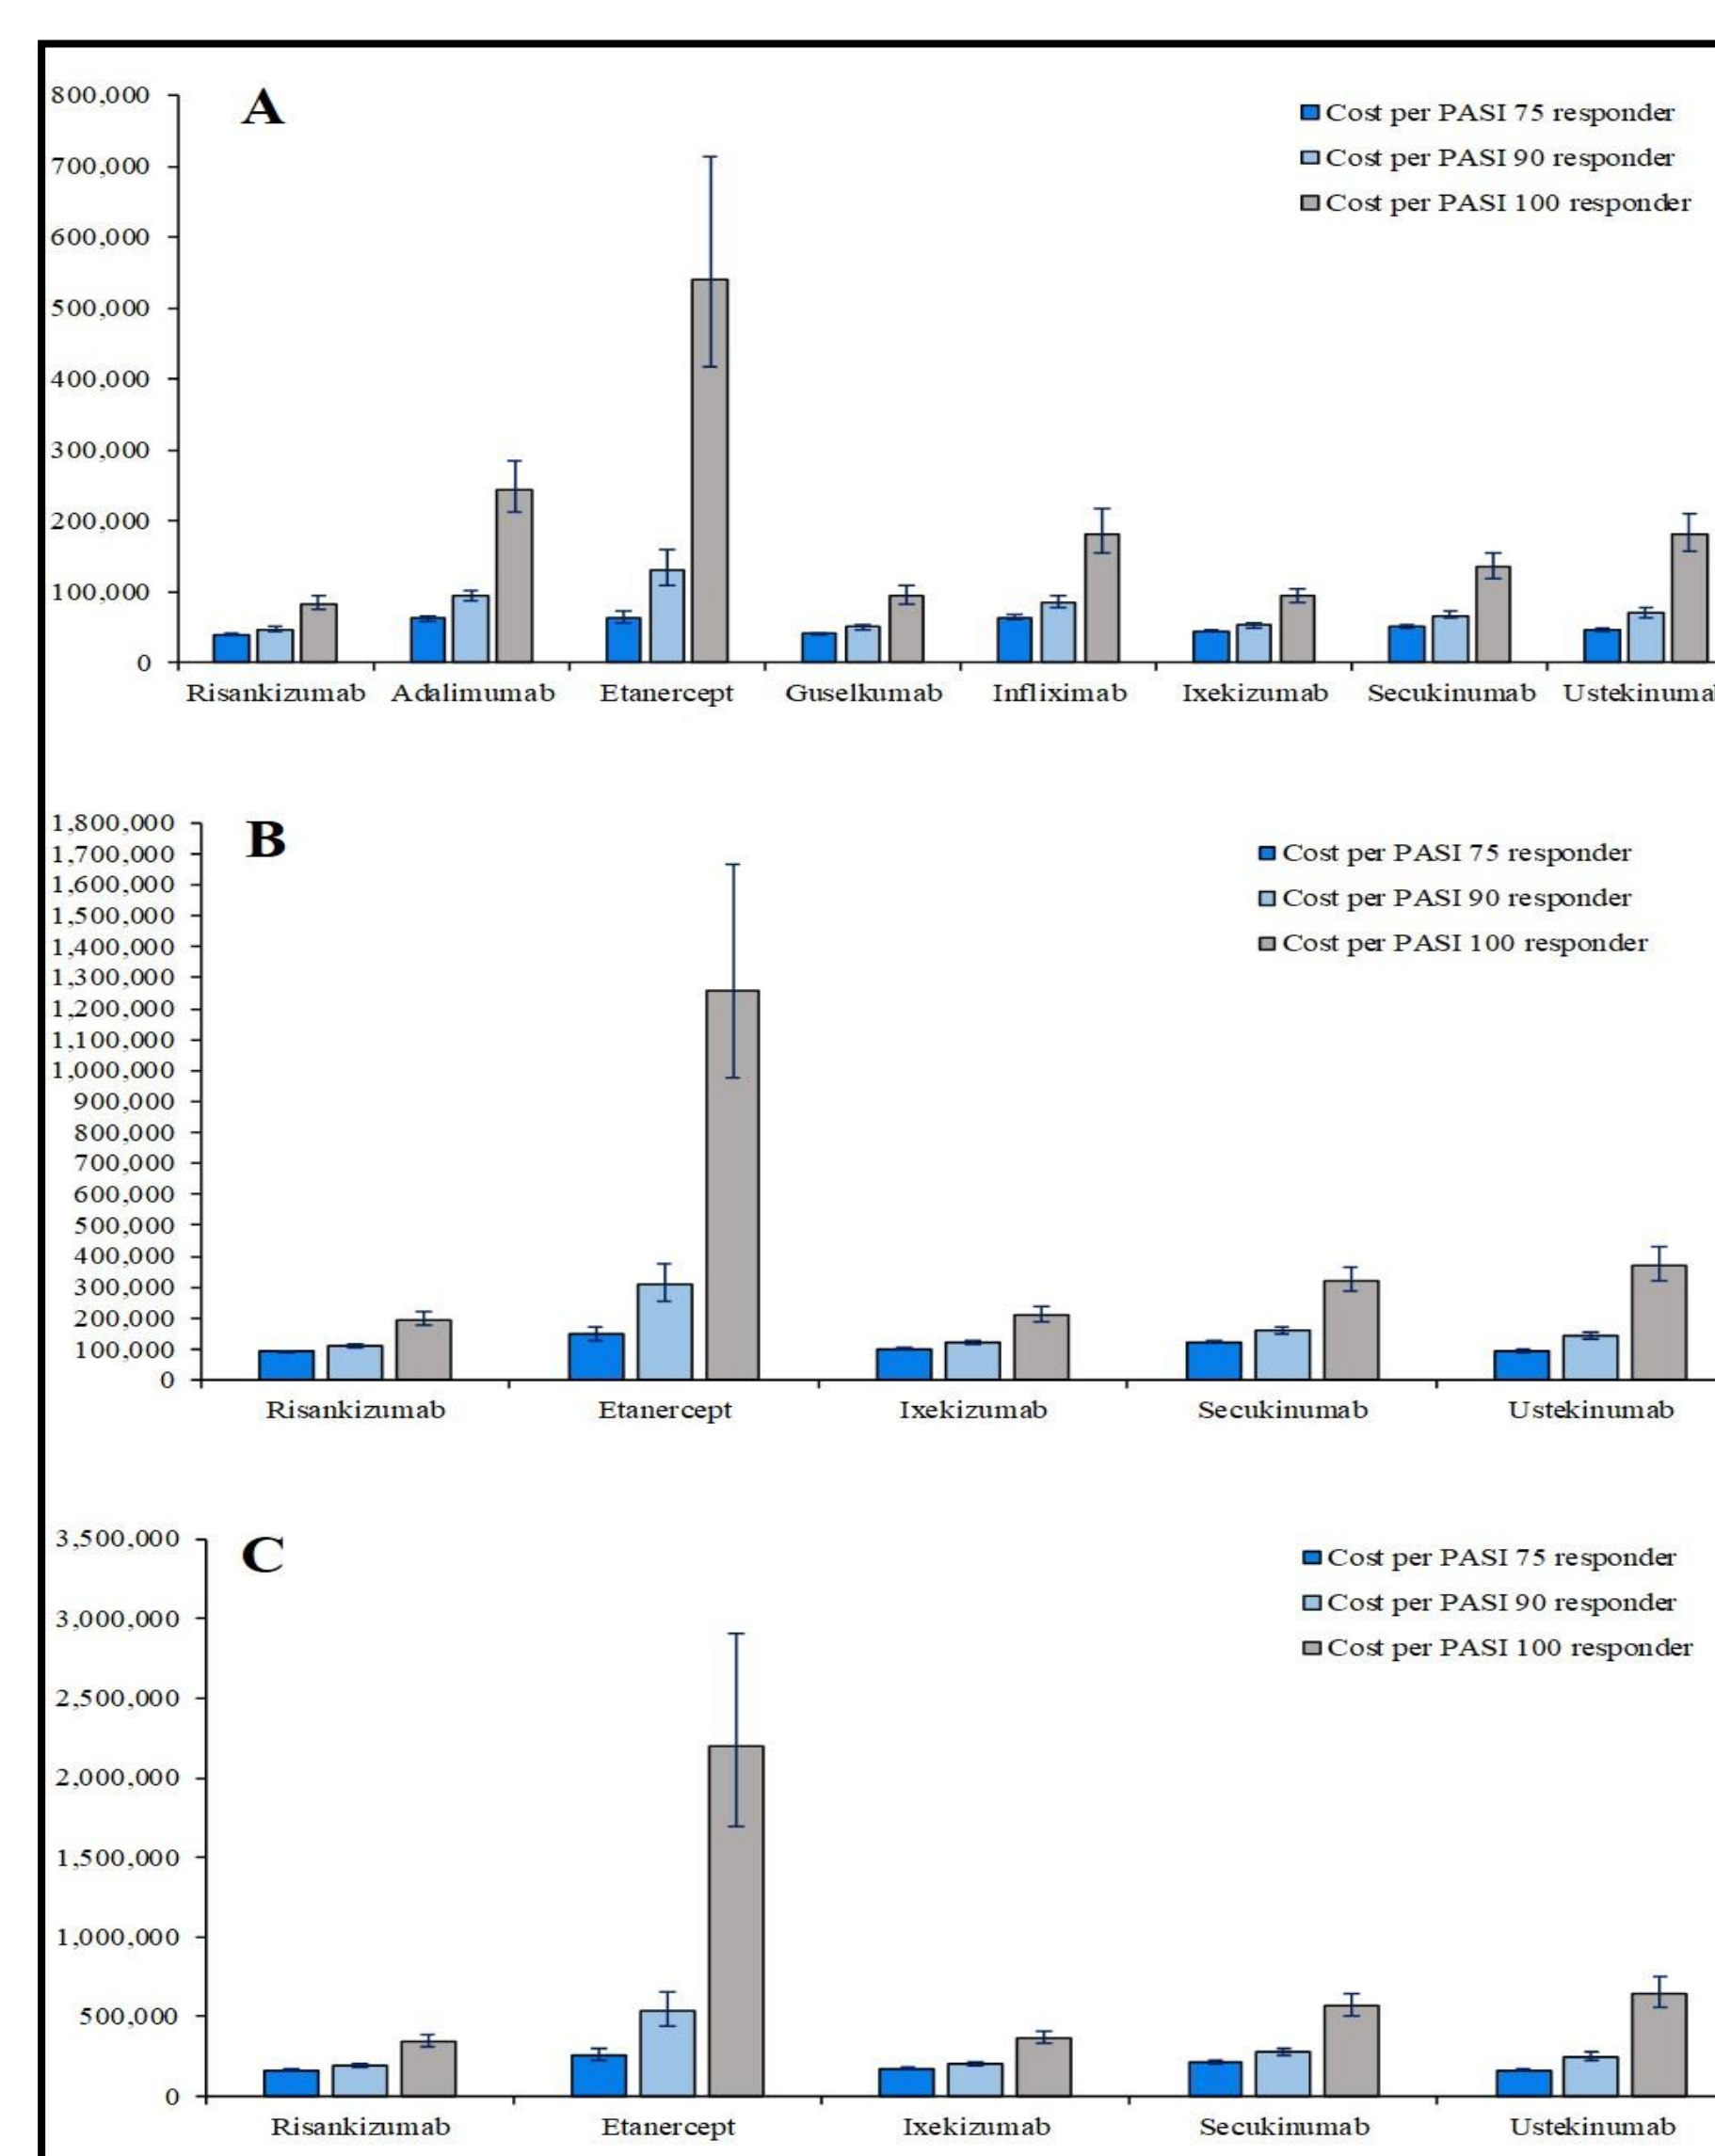 A
800,000
700,000
600,000
500,000
400,000
300,000
200,000
100,000
0
Cost per PASI 75 responder
Cost per PASI 90 responder
Cost per PASI 100 responder
Risankizumab Adalimumab Etanercept Guselkumab Infliximab Ixekizumab Secukinumab Ustekinuma
B
1,800,000
1,700,000
1,600,000
1,500,000
1,400,000
1,300,000
1,200,000
1,100,000
1,000,000
900,000
800,000
700,000
600,000
500,000
400,000
300,000
200,000
100,000
0
Cost per PASI 75 responder
Cost per PASI 90 responder
Cost per PASI 100 responder
Risankizumab Etanercept Ixekizumab Secukinumab Ustekinumab
C
3,500,000
3,000,000
2,500,000
2,000,000
1,500,000
1,000,000
500,000
0
Cost per PASI 75 responder
Cost per PASI 90 responder
Cost per PASI 100 responder
Risankizumab Etanercept Ixekizumab Secukinumab Ustekinumab